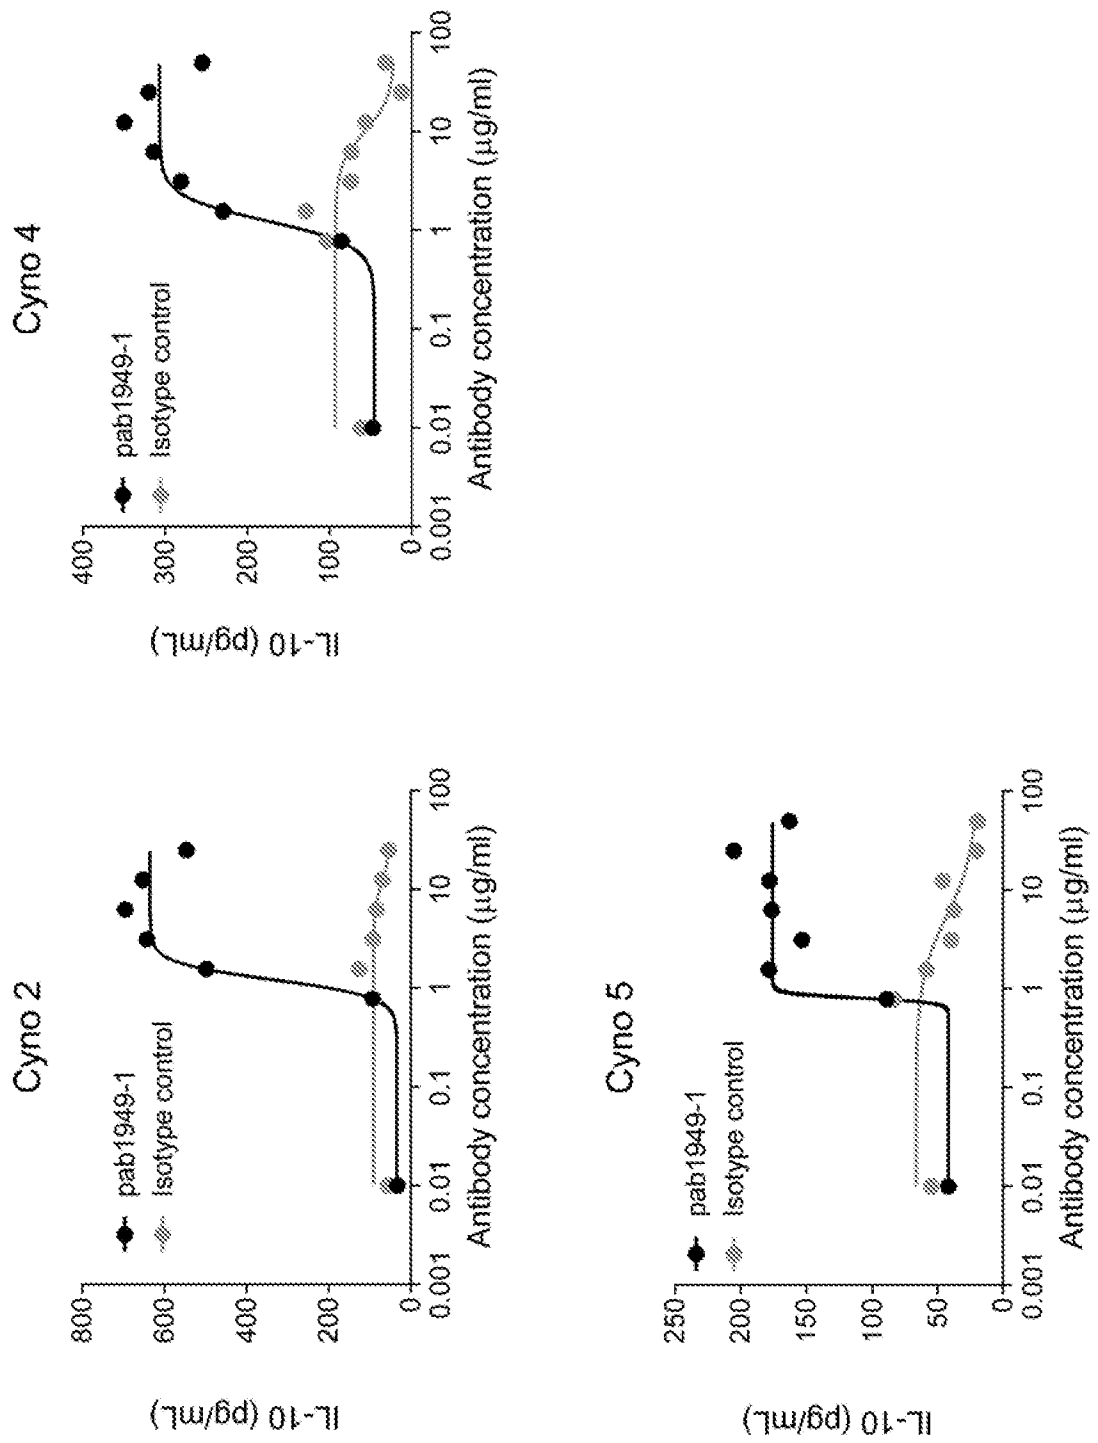 Cyno 2
IL-10 (pg/mL)
800
600
400
200
0
pab1949-1
Isotype control
0.001
0.01
0.1
1
10
100
Antibody concentration (µg/ml)
Cyno 4
IL-10 (pg/mL)
400
300
200
100
0
pab1949-1
Isotype control
0.001
0.01
0.1
1
10
100
Antibody concentration (µg/ml)
Cyno 5
IL-10 (pg/mL)
250
200
150
100
50
0
pab1949-1
Isotype control
0.001
0.01
0.1
1
10
100
Antibody concentration (µg/ml)